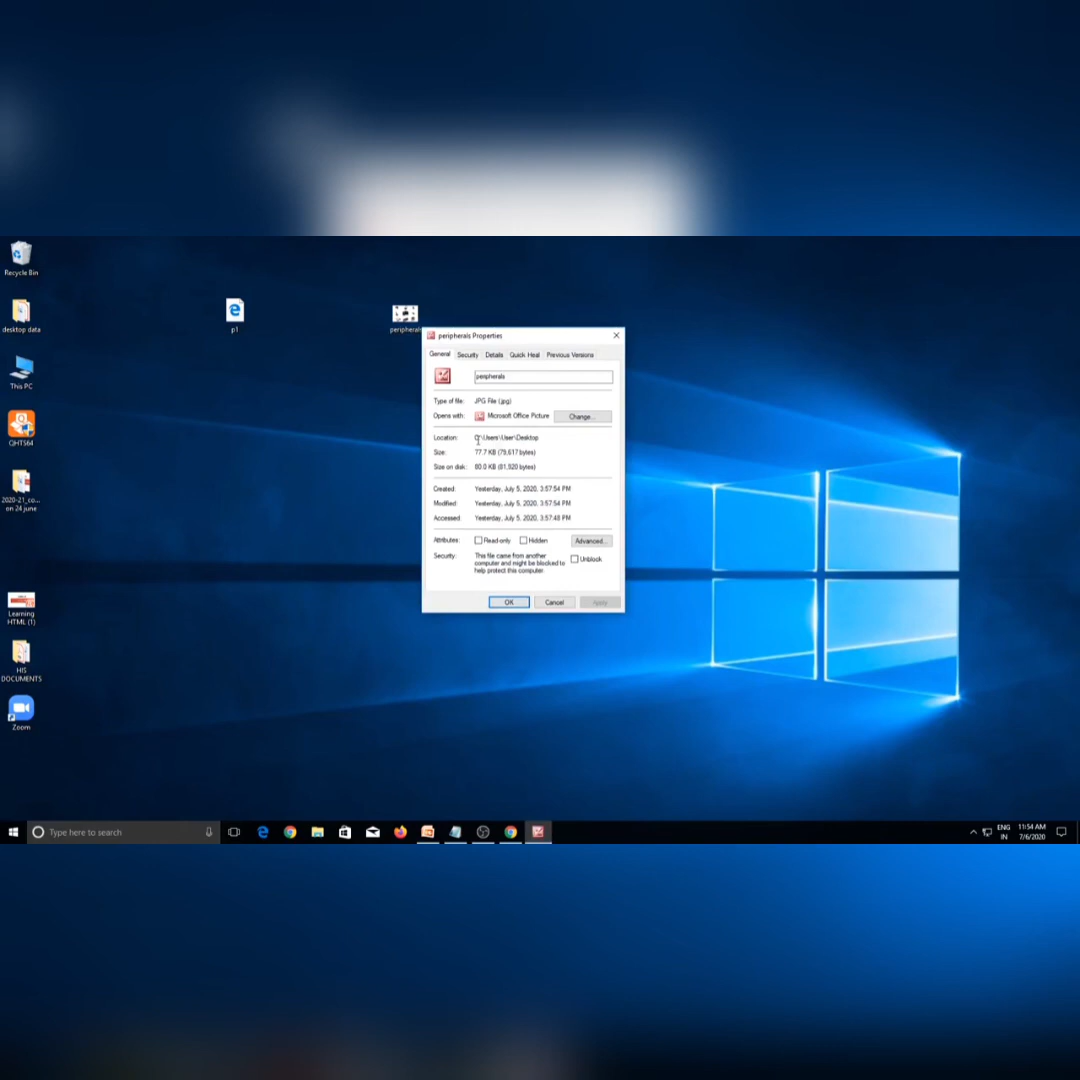 Recycle Bin
desktop data
This PC
QHTS64
2020-21_co...
on 24 june
Learning
HTML (1)
HIS
DOCUMENTS
Zoom
p1
peripherals
peripherals Properties
General Security Details Quick Heal Previous Versions
peripherals
Type of file: JPG File (.jpg)
Opens with: Microsoft Office Picture Change...
Location: C:\Users\User\Desktop
Size: 77.7 KB (79,617 bytes)
Size on disk: 80.0 KB (81,920 bytes)
Created: Yesterday, July 5, 2020, 3:57:54 PM
Modified: Yesterday, July 5, 2020, 3:57:54 PM
Accessed: Yesterday, July 5, 2020, 3:57:48 PM
Attributes: Read-only Hidden Advanced...
Security: This file came from another
computer and might be blocked to
help protect this computer.
Unblock
OK Cancel Apply
Type here to search
ENG
IN
11:54 AM
7/6/2020